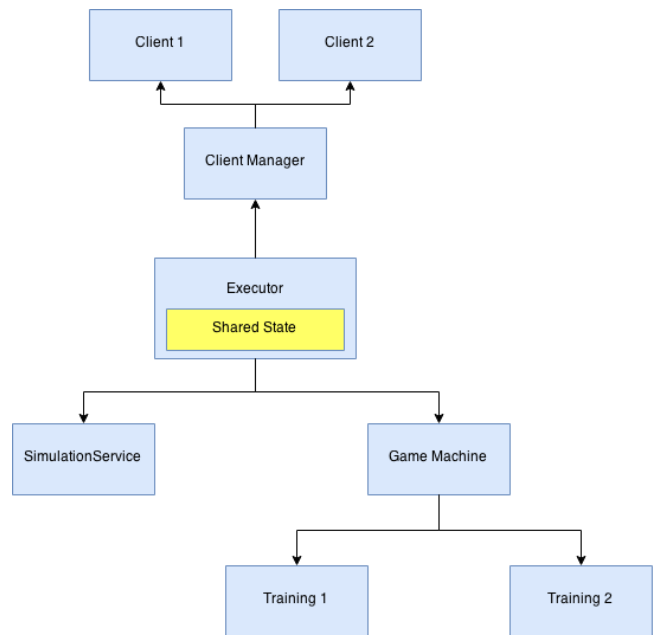 Client 1
Client 2
Client Manager
Executor
Shared State
SimulationService
Game Machine
Training 1
Training 2